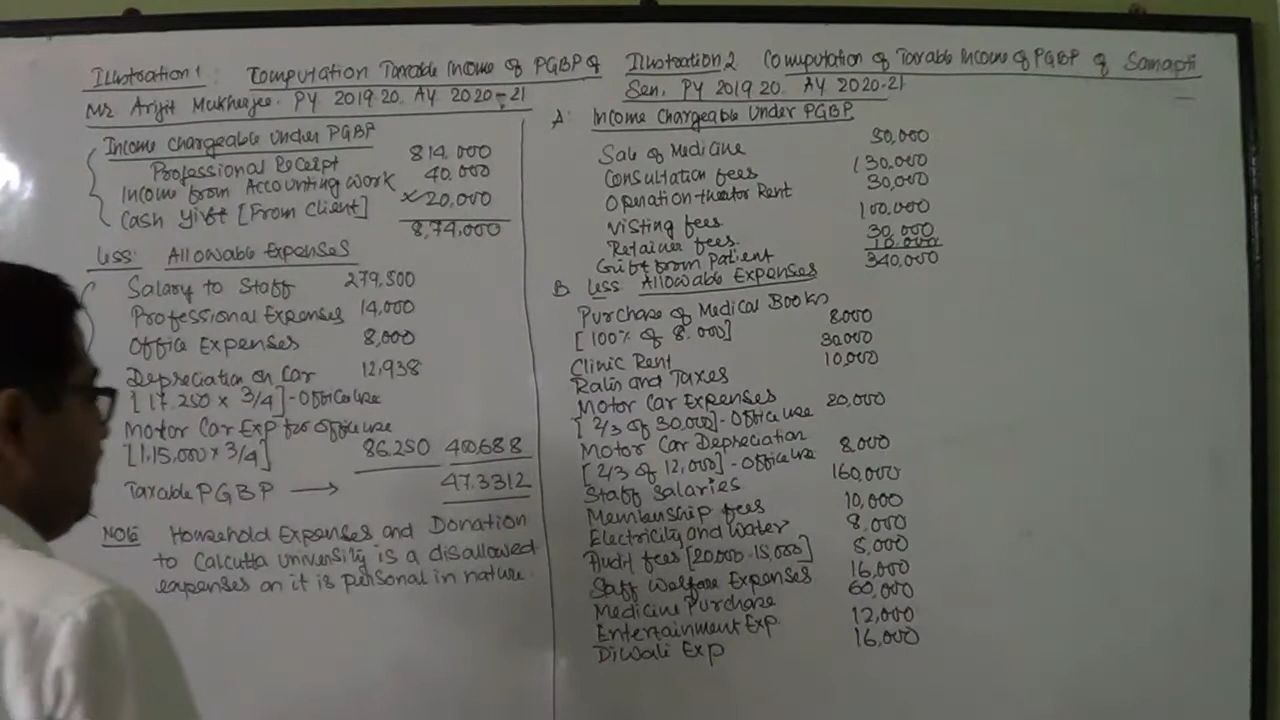 Illustration 1: Computation Taxable Income of PGBP of
Mr Arijit Mukherjee. PY 2019.20. AY 2020-21
Income chargeable under PGBP
Professional Receipt 814,000
Income from Accounting work 40,000
Cash gift [From Client] 20,000
8,74,000
Less: Allowable Expenses
Salary to Staff 279,500
Professional Expenses 14,000
Office Expenses 8,000
Depreciation on Car 12,938
[17.250 x 3/4] - Office use
Motor Car Exp for Office use
[1,15,000 x 3/4] 86.250 400,688
Taxable PGBP → 47.3312
NOTE Household Expenses and Donation
to Calcutta University is a disallowed
expenses as it is personal in nature.
Illustration 2 Computation of Taxable Income of PGBP of Samapti
Sen. PY 2019 20. AY 2020-21
A: Income Chargeable Under PGBP
Sale of Medicine
Consultation fees
Operation-theator Rent 30,000
Visting fees 100,000
Retainer fees 30,000
Gift from Patient 10,000
340,000
B Less Allowable Expenses
Purchase of Medical Books
[100% of 8.000] 8000
Clinic Rent 30000
Rates and Taxes 10,000
Motor Car Expenses
[2/3 of 30,000] - Office use 20,000
Motor Car Depreciation
[2/3 of 12,000] - Office use 8,000
Staff Salaries 160,000
Membership fees 10,000
Electricity and Water 8,000
Audit fees [20,000 - 15,000]
Staff Welfare Expenses 16,000
Medicine Purchase 60,000
Entertainment Exp 12,000
Diwali Exp 16,000